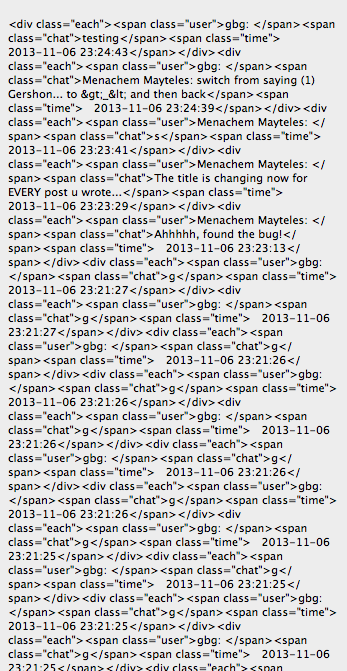 <div class="each"><span class="user">gbg: </span><span
class="chat">testing</span><span class="time">
2013-11-06 23:24:43</span></div><div
class="each"><span class="user">gbg: </span><span
class="chat">Menachem Mayteles: switch from saying (1)
Gershon... to &gt;_&lt; and then back</span><span
class="time">   2013-11-06 23:24:39</span></div><div
class="each"><span class="user">Menachem Mayteles: </
span><span class="chat">s</span><span class="time">
2013-11-06 23:23:41</span></div><div
class="each"><span class="user">Menachem Mayteles: </
span><span class="chat">The title is changing now for
EVERY post u wrote...</span><span class="time">
2013-11-06 23:23:29</span></div><div
class="each"><span class="user">Menachem Mayteles: </
span><span class="chat">Ahhhhh, found the bug!</
span><span class="time">   2013-11-06 23:23:13</
span></div><div class="each"><span class="user">gbg:
</span><span class="chat">g</span><span class="time">
2013-11-06 23:21:27</span></div><div
class="each"><span class="user">gbg: </span><span
class="chat">g</span><span class="time">   2013-11-06
23:21:27</span></div><div class="each"><span
class="user">gbg: </span><span class="chat">g</
span><span class="time">   2013-11-06 23:21:26</
span></div><div class="each"><span class="user">gbg:
</span><span class="chat">g</span><span class="time">
2013-11-06 23:21:26</span></div><div
class="each"><span class="user">gbg: </span><span
class="chat">g</span><span class="time">   2013-11-06
23:21:26</span></div><div class="each"><span
class="user">gbg: </span><span class="chat">g</
span><span class="time">   2013-11-06 23:21:26</
span></div><div class="each"><span class="user">gbg:
</span><span class="chat">g</span><span class="time">
2013-11-06 23:21:26</span></div><div
class="each"><span class="user">gbg: </span><span
class="chat">g</span><span class="time">   2013-11-06
23:21:25</span></div><div class="each"><span
class="user">gbg: </span><span class="chat">g</
span><span class="time">   2013-11-06 23:21:25</
span></div><div class="each"><span class="user">gbg:
</span><span class="chat">g</span><span class="time">
2013-11-06 23:21:25</span></div><div
class="each"><span class="user">gbg: </span><span
class="chat">g</span><span class="time">   2013-11-06
23:21:25</span></div><div class="each"><span